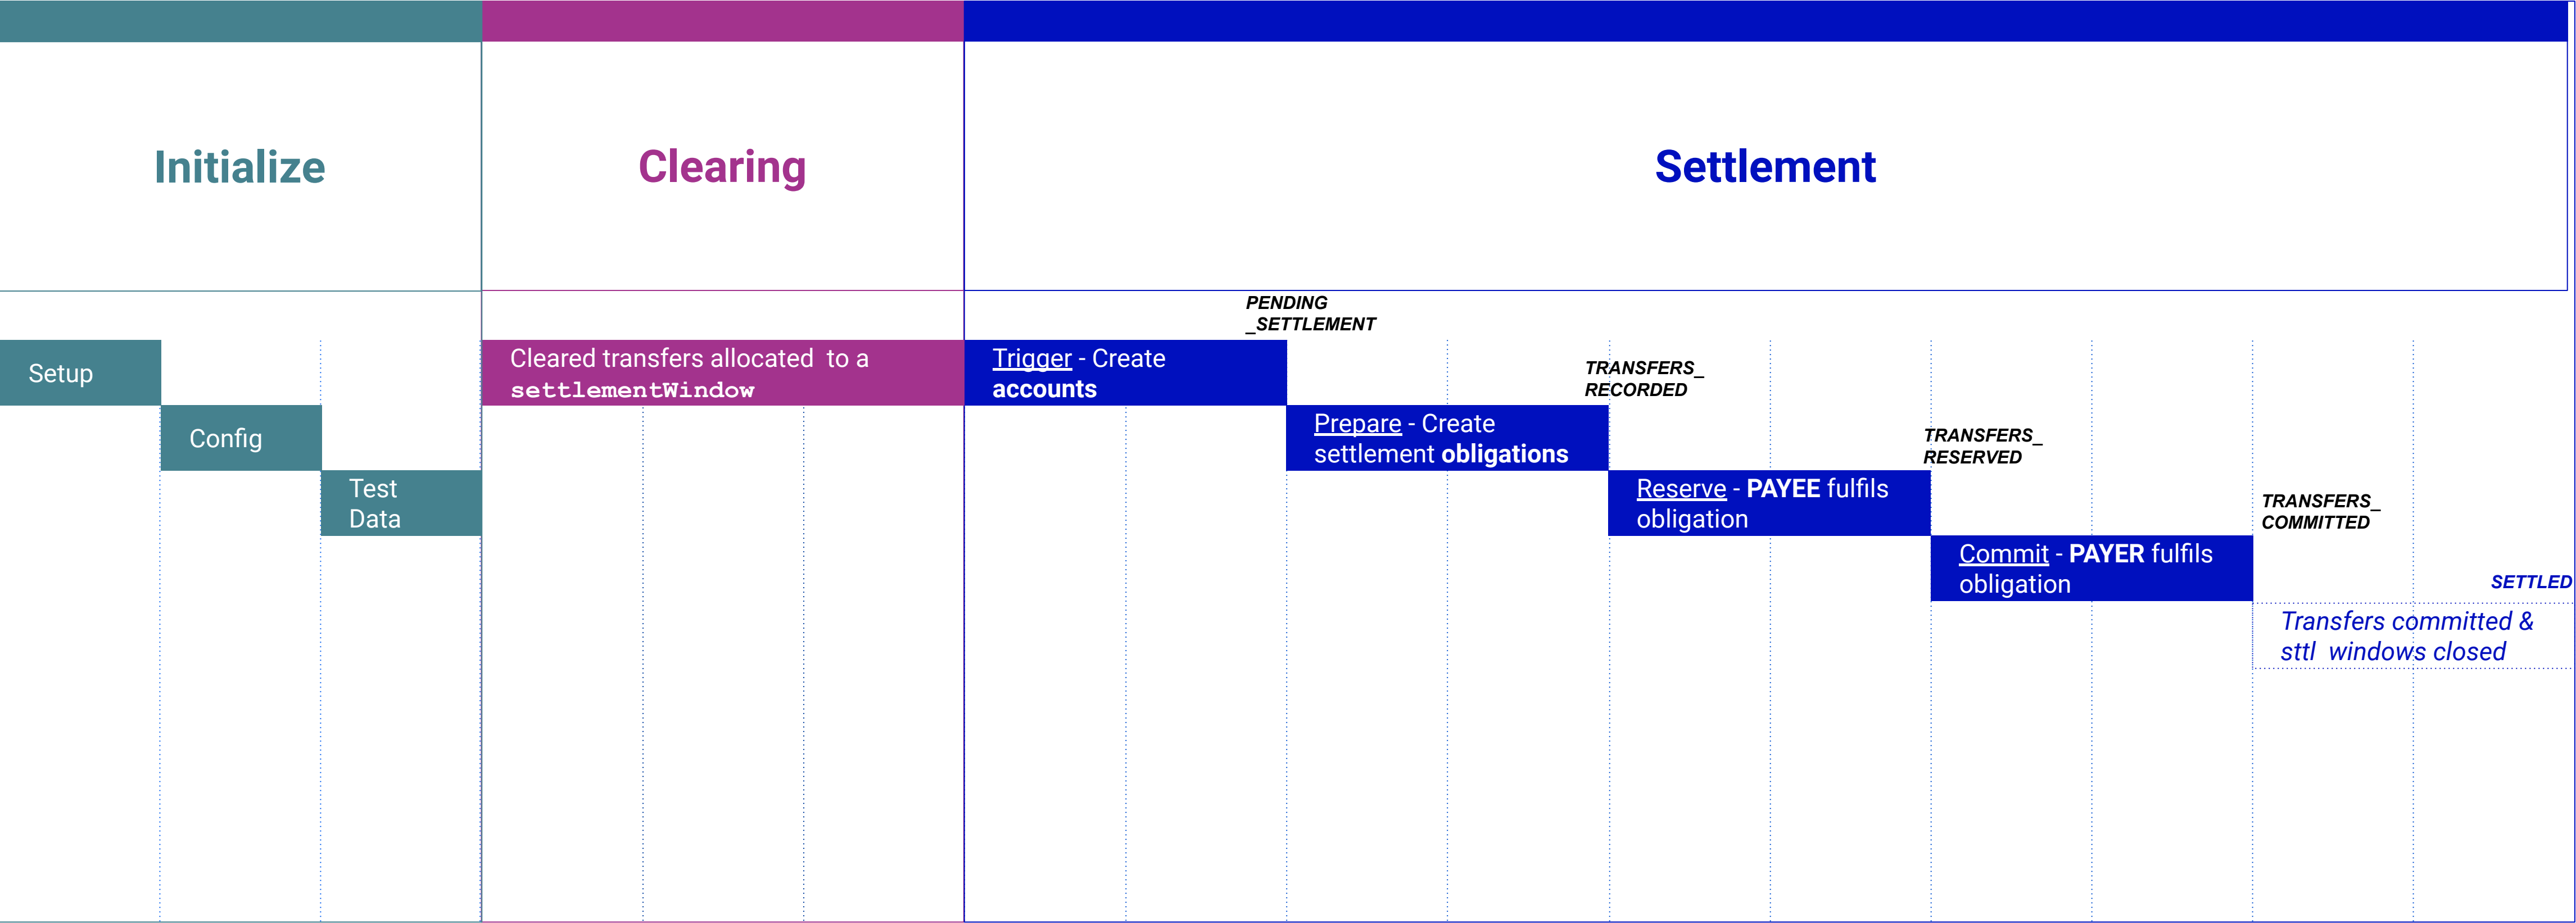 Initialize
Clearing
Settlement
PENDING
_SETTLEMENT
Setup
Cleared transfers allocated  to a
settlementWindow
Trigger - Create
accounts
TRANSFERS_
RECORDED
Config
Prepare - Create
settlement obligations
TRANSFERS_
RESERVED
Test
Data
Reserve - PAYEE fulfils
obligation
TRANSFERS_
COMMITTED
Commit - PAYER fulfils
obligation
SETTLED
Transfers committed &
sttl  windows closed